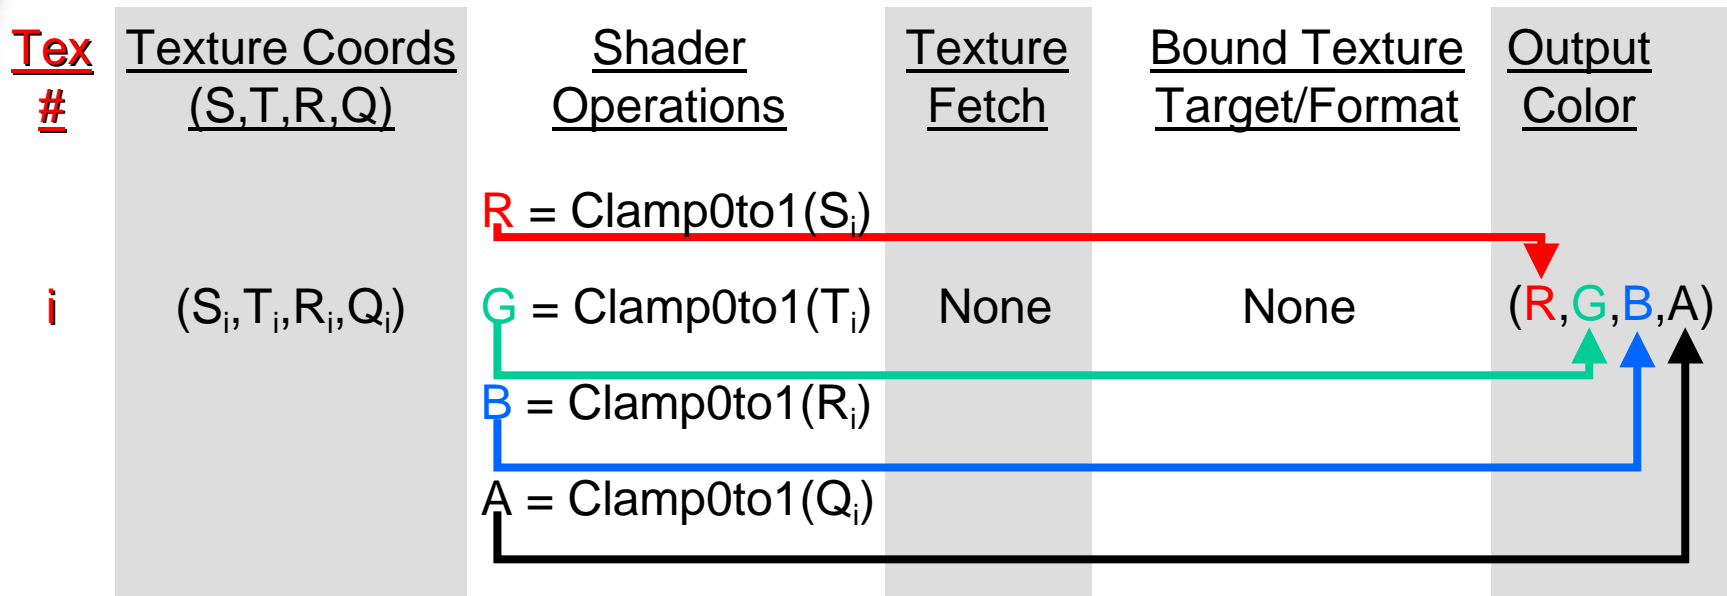 Tex Texture Coords Shader Texture Bound Texture Output
# (S,T,R,Q) Operations Fetch Target/Format Color
R = Clamp0to1(Sᵢ)
i (Sᵢ,Tᵢ,Rᵢ,Qᵢ) G = Clamp0to1(Tᵢ) None None (R,G,B,A)
B = Clamp0to1(Rᵢ)
A = Clamp0to1(Qᵢ)